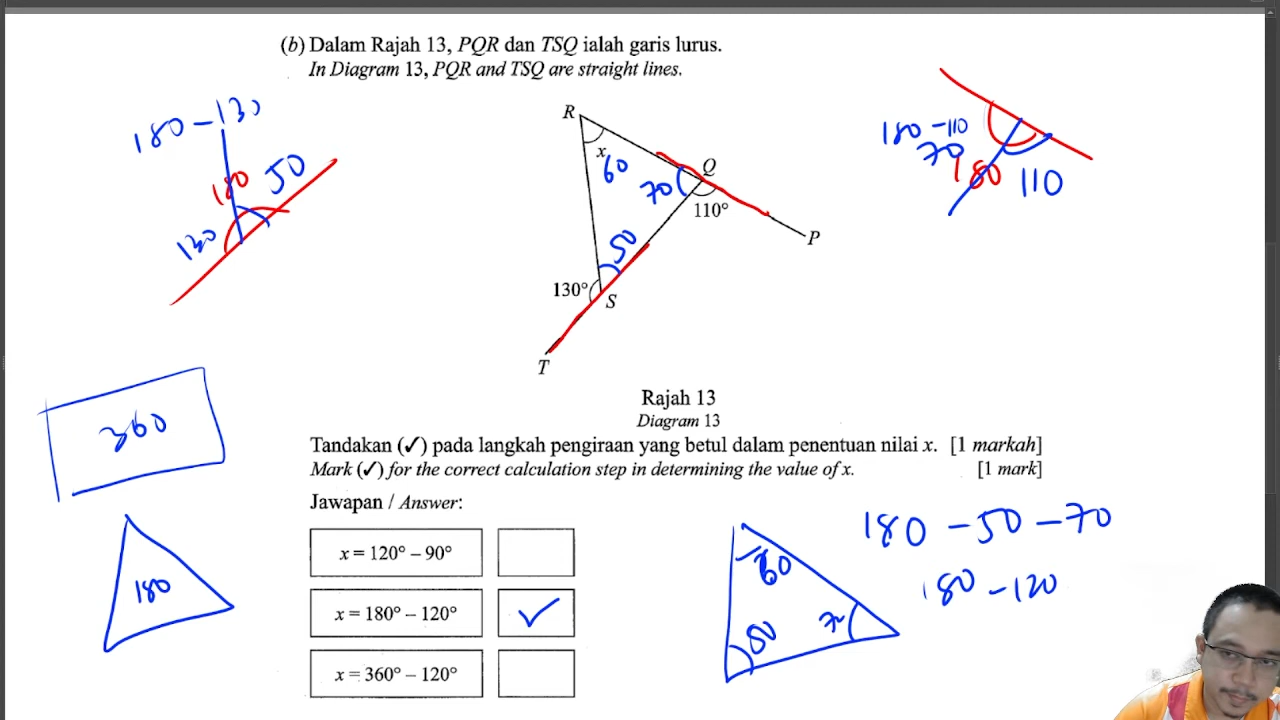 (b) Dalam Rajah 13, PQR dan TSQ ialah garis lurus.
In Diagram 13, PQR and TSQ are straight lines.
180 - 130
180
50
130
R
x
60
Q
70
110°
P
50
130°
S
T
180 - 110
70
180
110
Rajah 13
Diagram 13
360
180
Tandakan (✓) pada langkah pengiraan yang betul dalam penentuan nilai x. [1 markah]
Mark (✓) for the correct calculation step in determining the value of x. [1 mark]
Jawapan / Answer:
x = 120° – 90°
x = 180° – 120° ✓
x = 360° – 120°
180 - 50 - 70
180 - 120
60
50